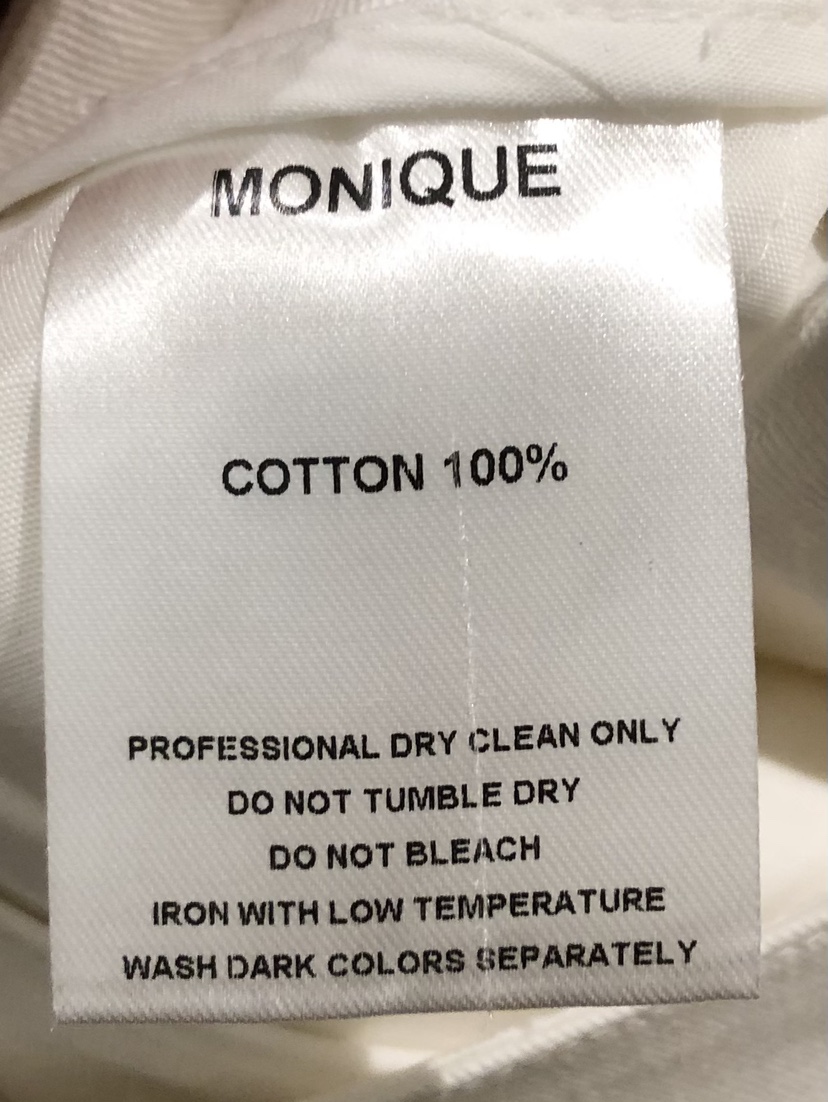 MONIQUE
COTTON 100%
PROFESSIONAL DRY CLEAN ONLY
DO NOT TUMBLE DRY
DO NOT BLEACH
IRON WITH LOW TEMPERATURE
WASH DARK COLORS SEPARATELY